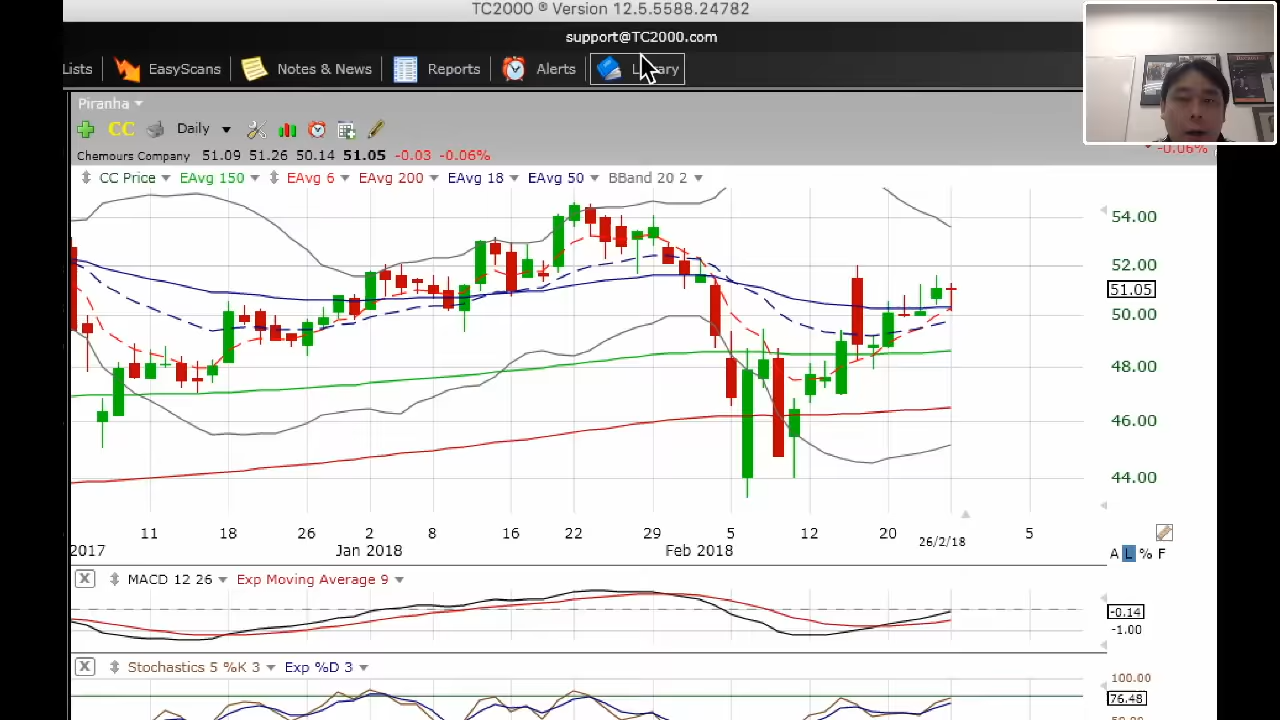 TC2000 ® Version 12.5.5588.24782
support@TC2000.com
Lists EasyScans Notes & News Reports Alerts Library
Piranha
CC Daily
Chemours Company 51.09 51.26 50.14 51.05 -0.03 -0.06%
-0.06%
CC Price EAvg 150 EAvg 6 EAvg 200 EAvg 18 EAvg 50 BBand 20 2
54.00
52.00
51.05
50.00
48.00
46.00
44.00
11 18 26 2 8 16 22 29 5 12 20 26/2/18 5
2017 Jan 2018 Feb 2018
A L % F
X MACD 12 26 Exp Moving Average 9
-0.14
-1.00
X Stochastics 5 %K 3 Exp %D 3
100.00
76.48